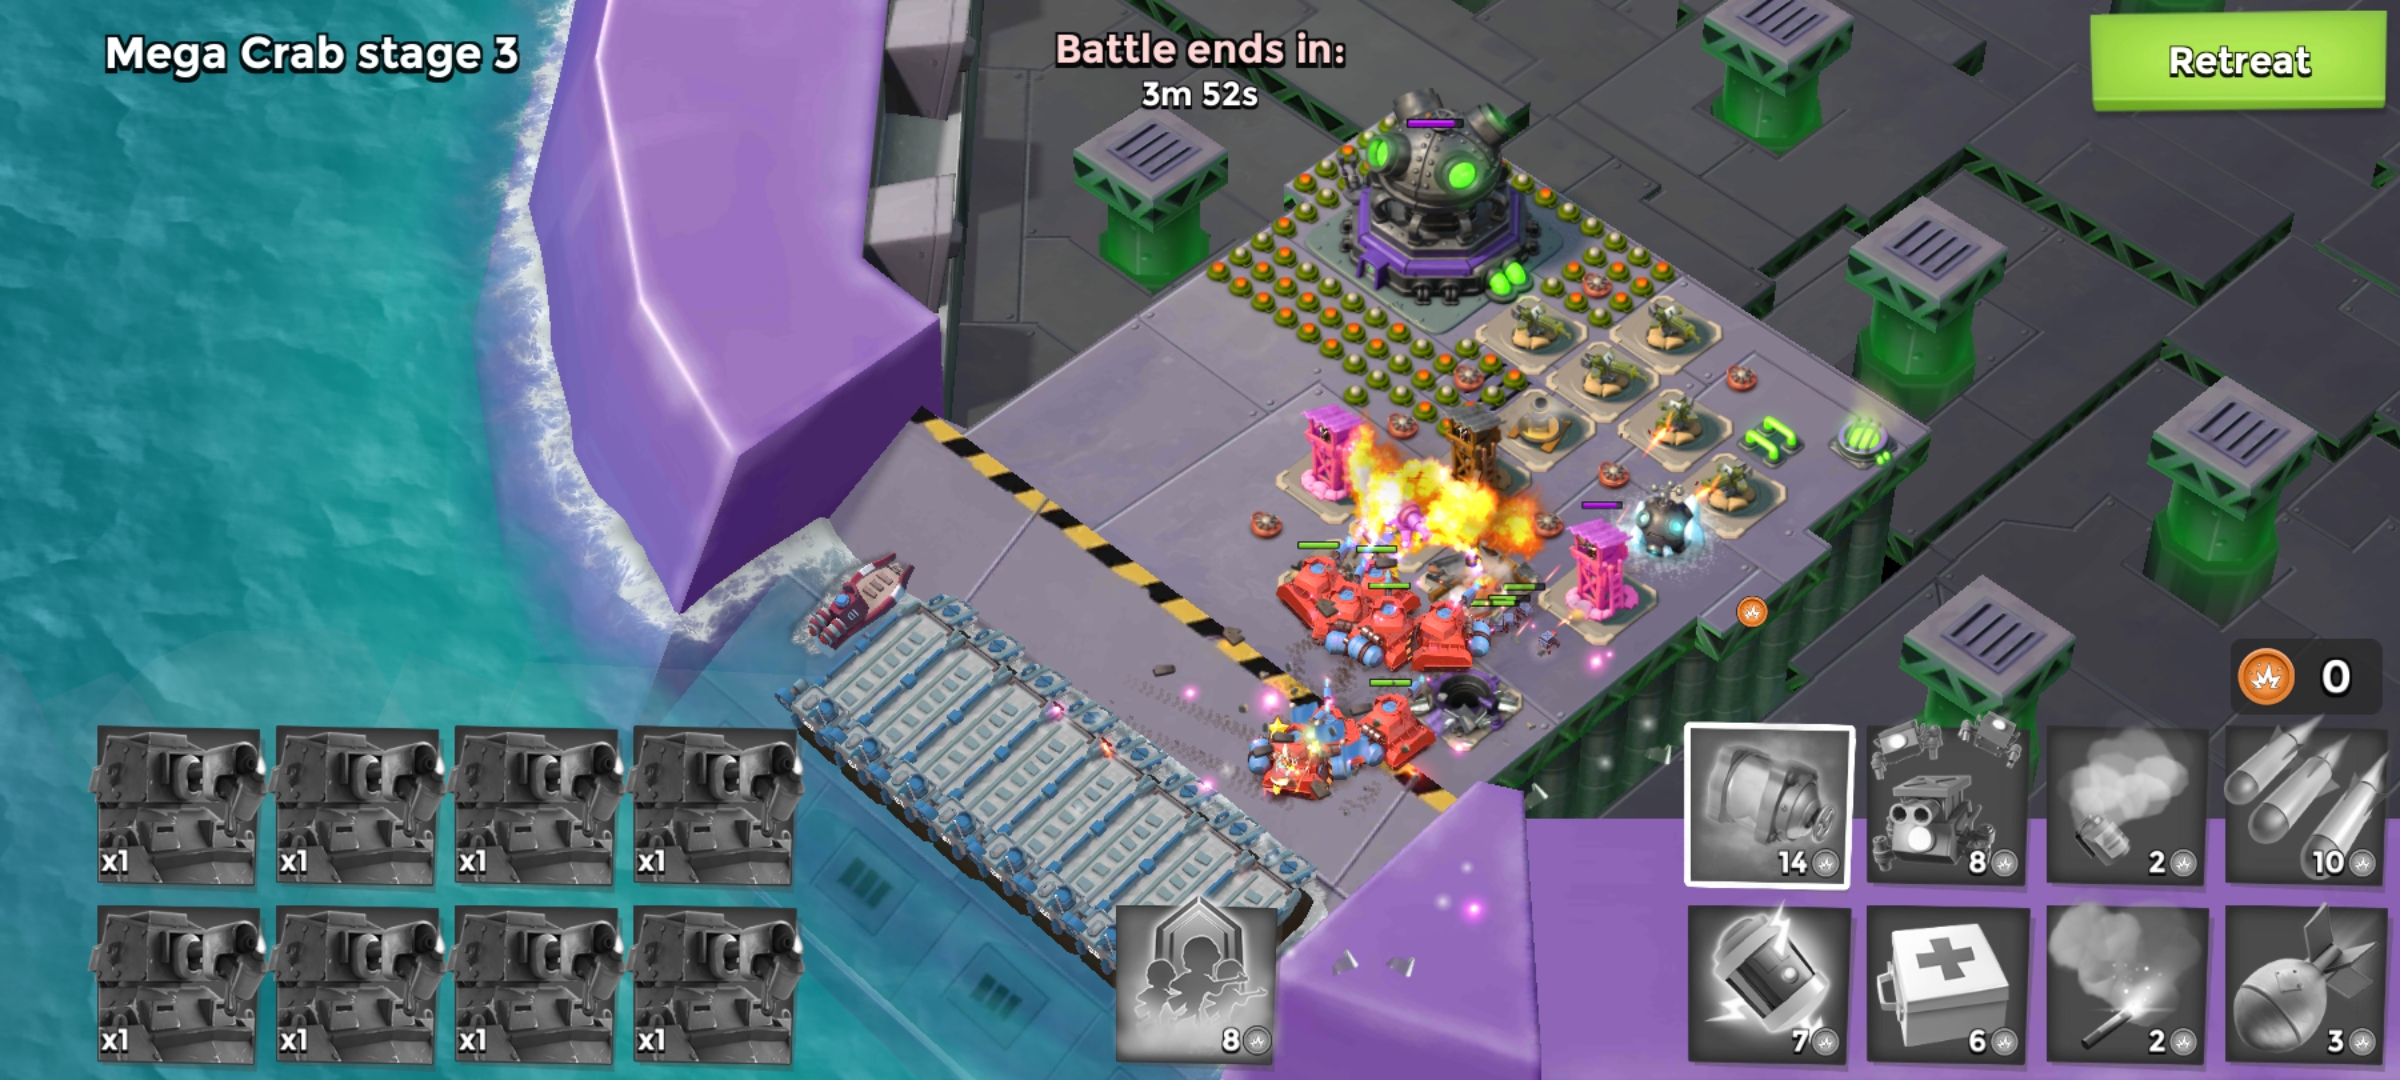 Mega Crab stage 3
Battle ends in:
3m 52s
Retreat
0
x1
x1
x1
x1
14
8
2
10
x1
x1
x1
x1
8
7
6
2
3